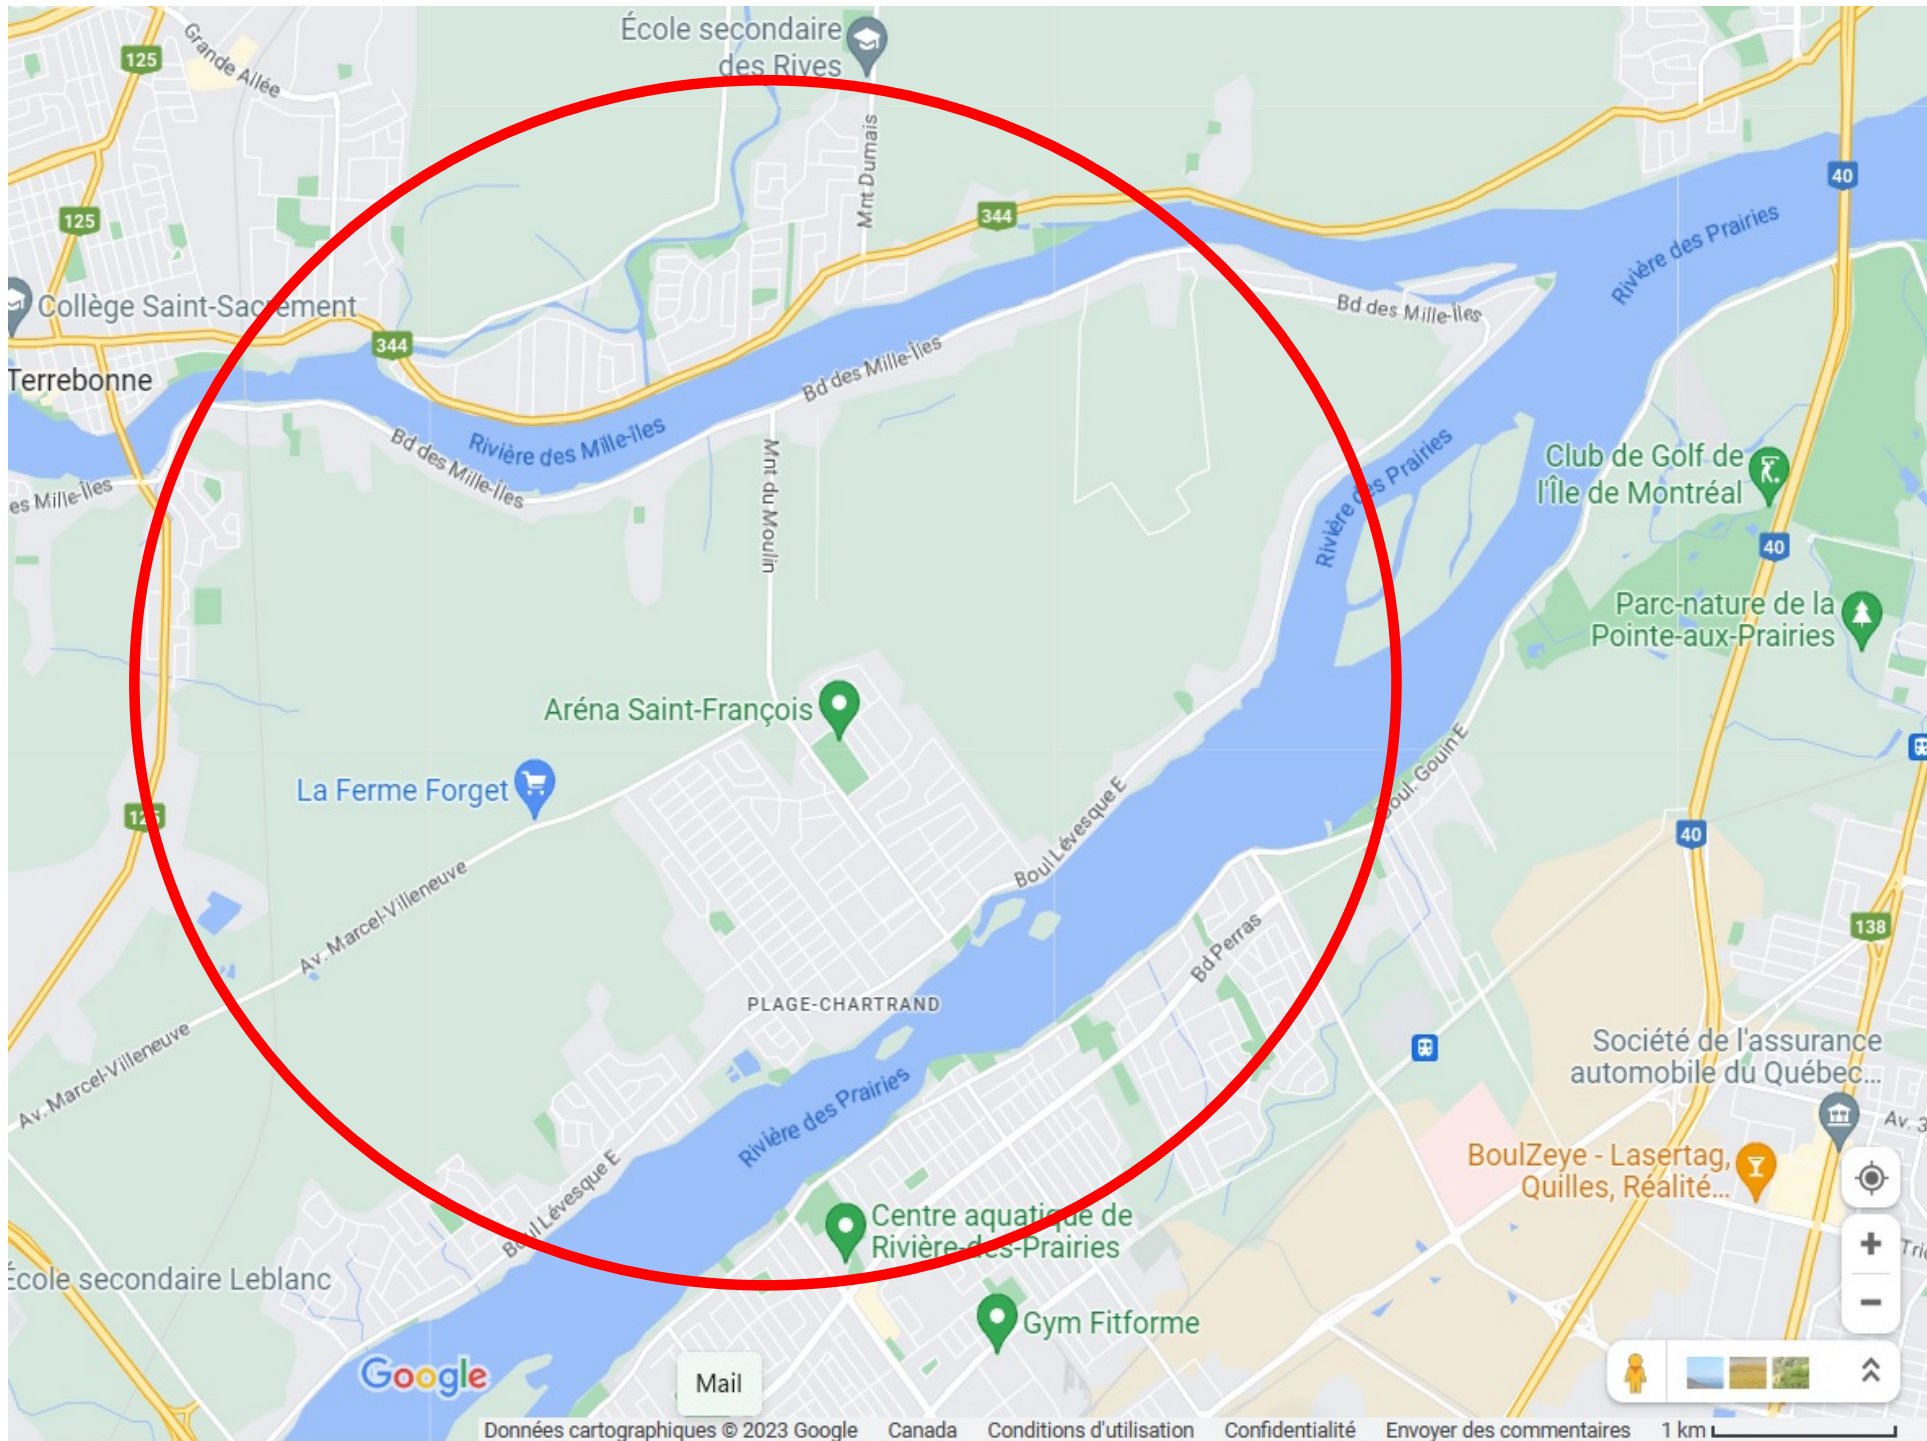 École secondaire
des Rives
125
Grande Allée
40
Mnt Dumais
125
344
Rivière des Prairies
Collège Saint-Sacrement
Bd des Mille-Îles
344
Terrebonne
Bd des Mille-Îles
Rivière des Mille-Îles
Bd des Mille-Îles
Rivière des Prairies
Club de Golf de
l'Île de Montréal
es Mille-Îles
Mnt du Moulin
40
Parc-nature de la
Pointe-aux-Prairies
Aréna Saint-François
La Ferme Forget
Boul. Gouin E
125
Boul Lévesque E
40
Av. Marcel-Villeneuve
Bd Perras
138
PLAGE-CHARTRAND
Av. Marcel-Villeneuve
Société de l'assurance
automobile du Québec...
Rivière des Prairies
Av. 3
BoulZeye - Lasertag,
Quilles, Réalité...
Boul Lévesque E
Centre aquatique de
Rivière-des-Prairies
École secondaire Leblanc
Gym Fitforme
Google
Mail
Données cartographiques © 2023 Google Canada Conditions d'utilisation Confidentialité Envoyer des commentaires 1 km